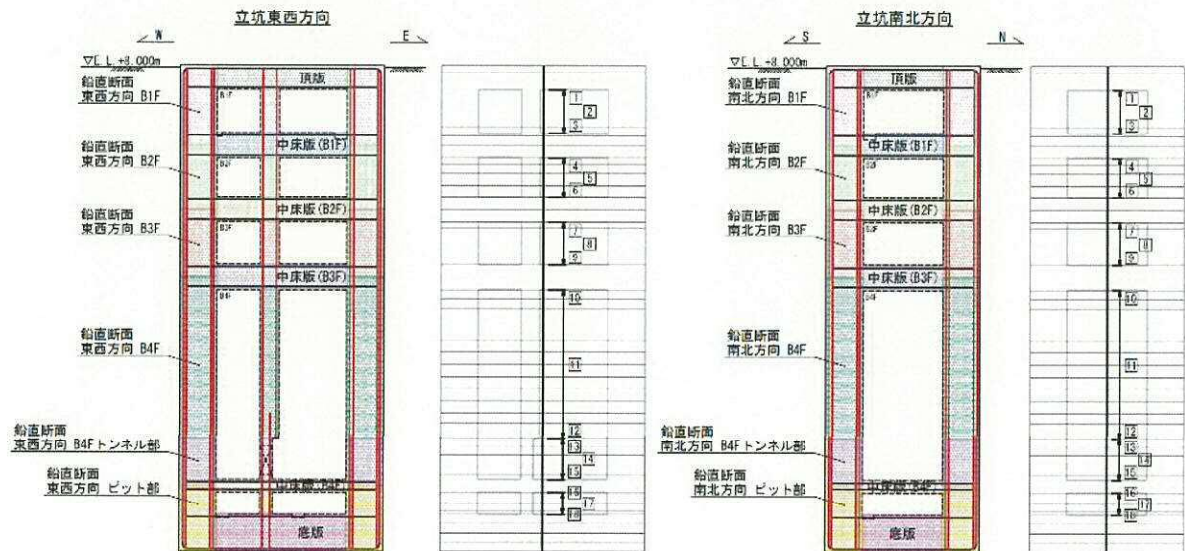 立坑東西方向
W
E
▽E.L.+8.000m
頂版
鉛直断面
東西方向 B1F
B1F
中床版(B1F)
鉛直断面
東西方向 B2F
B2F
中床版(B2F)
鉛直断面
東西方向 B3F
B3F
中床版(B3F)
B4F
鉛直断面
東西方向 B4F
鉛直断面
東西方向 B4Fトンネル部
鉛直断面
東西方向 ピット部
中床版(B4F)
底版
1
2
3
4
5
6
7
8
9
10
11
12
13
14
15
16
17
18
立坑南北方向
S
N
▽E.L.+8.000m
頂版
鉛直断面
南北方向 B1F
B1F
中床版(B1F)
鉛直断面
南北方向 B2F
B2F
中床版(B2F)
鉛直断面
南北方向 B3F
B3F
中床版(B3F)
B4F
鉛直断面
南北方向 B4F
鉛直断面
南北方向 B4Fトンネル部
鉛直断面
南北方向 ピット部
中床版(B4F)
底版
1
2
3
4
5
6
7
8
9
10
11
12
13
14
15
16
17
18